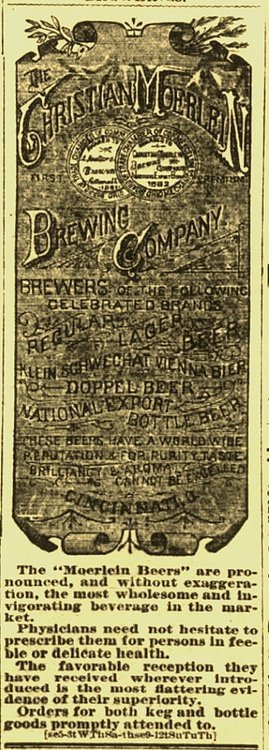 THE
CHRISTIAN MOERLEIN
FIRST PREMIUM
BREWING
COMPANY.
BREWERS OF THE FOLLOWING
CELEBRATED BRANDS
REGULAR LAGER BEER
KLEIN SCHWECHAT VIENNA BIER
DOPPEL BEER
NATIONAL EXPORT
BOTTLE BEER
THESE BEERS HAVE A WORLD WIDE
REPUTATION & FOR PURITY, TASTE,
BRILLIANCY & AROMA
CANNOT BE EXCELLED
CINCINNATI, O.
The "Moerlein Beers" are pro-
nounced, and without exaggera-
tion, the most wholesome and in-
vigorating beverage in the mar-
ket.
Physicians need not hesitate to
prescribe them for persons in fee-
ble or delicate health.
The favorable reception they
have received wherever intro-
duced is the most flattering evi-
dence of their superiority.
Orders for both keg and bottle
goods promptly attended to.